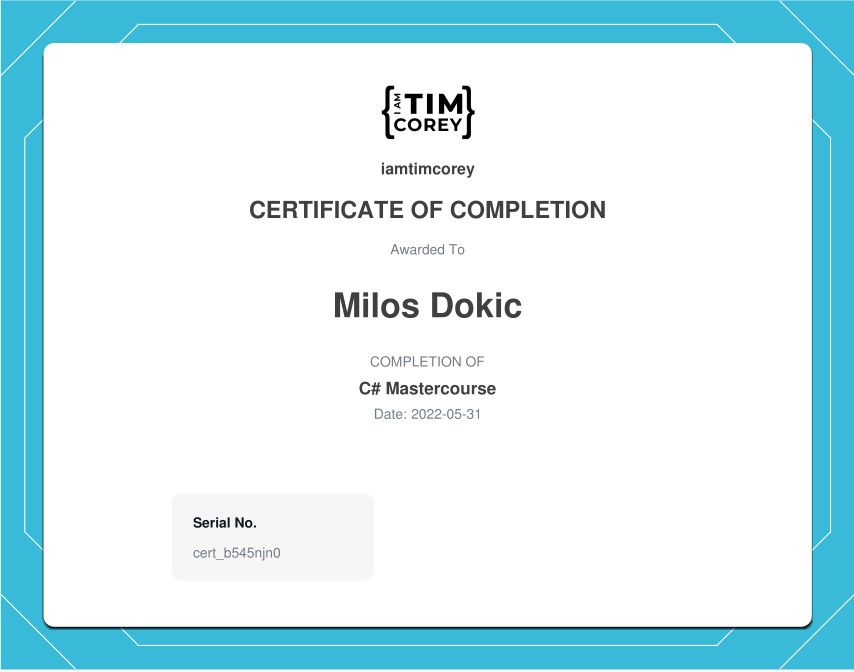 I AM TIM
COREY
iamtimcorey
CERTIFICATE OF COMPLETION
Awarded To
Milos Dokic
COMPLETION OF
C# Mastercourse
Date: 2022-05-31
Serial No.
cert_b545njn0